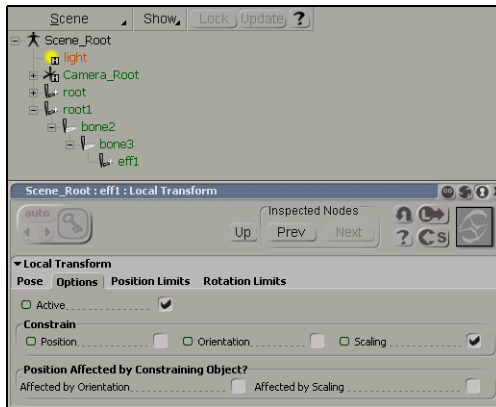 Scene Show Lock Update ?
Scene_Root
light
Camera_Root
root
root1
bone2
bone3
eff1
Scene_Root : eff1 : Local Transform
auto
Inspected Nodes
Up Prev Next ? S
Local Transform
Pose Options Position Limits Rotation Limits
Active
Constrain
Position Orientation Scaling
Position Affected by Constraining Object?
Affected by Orientation Affected by Scaling